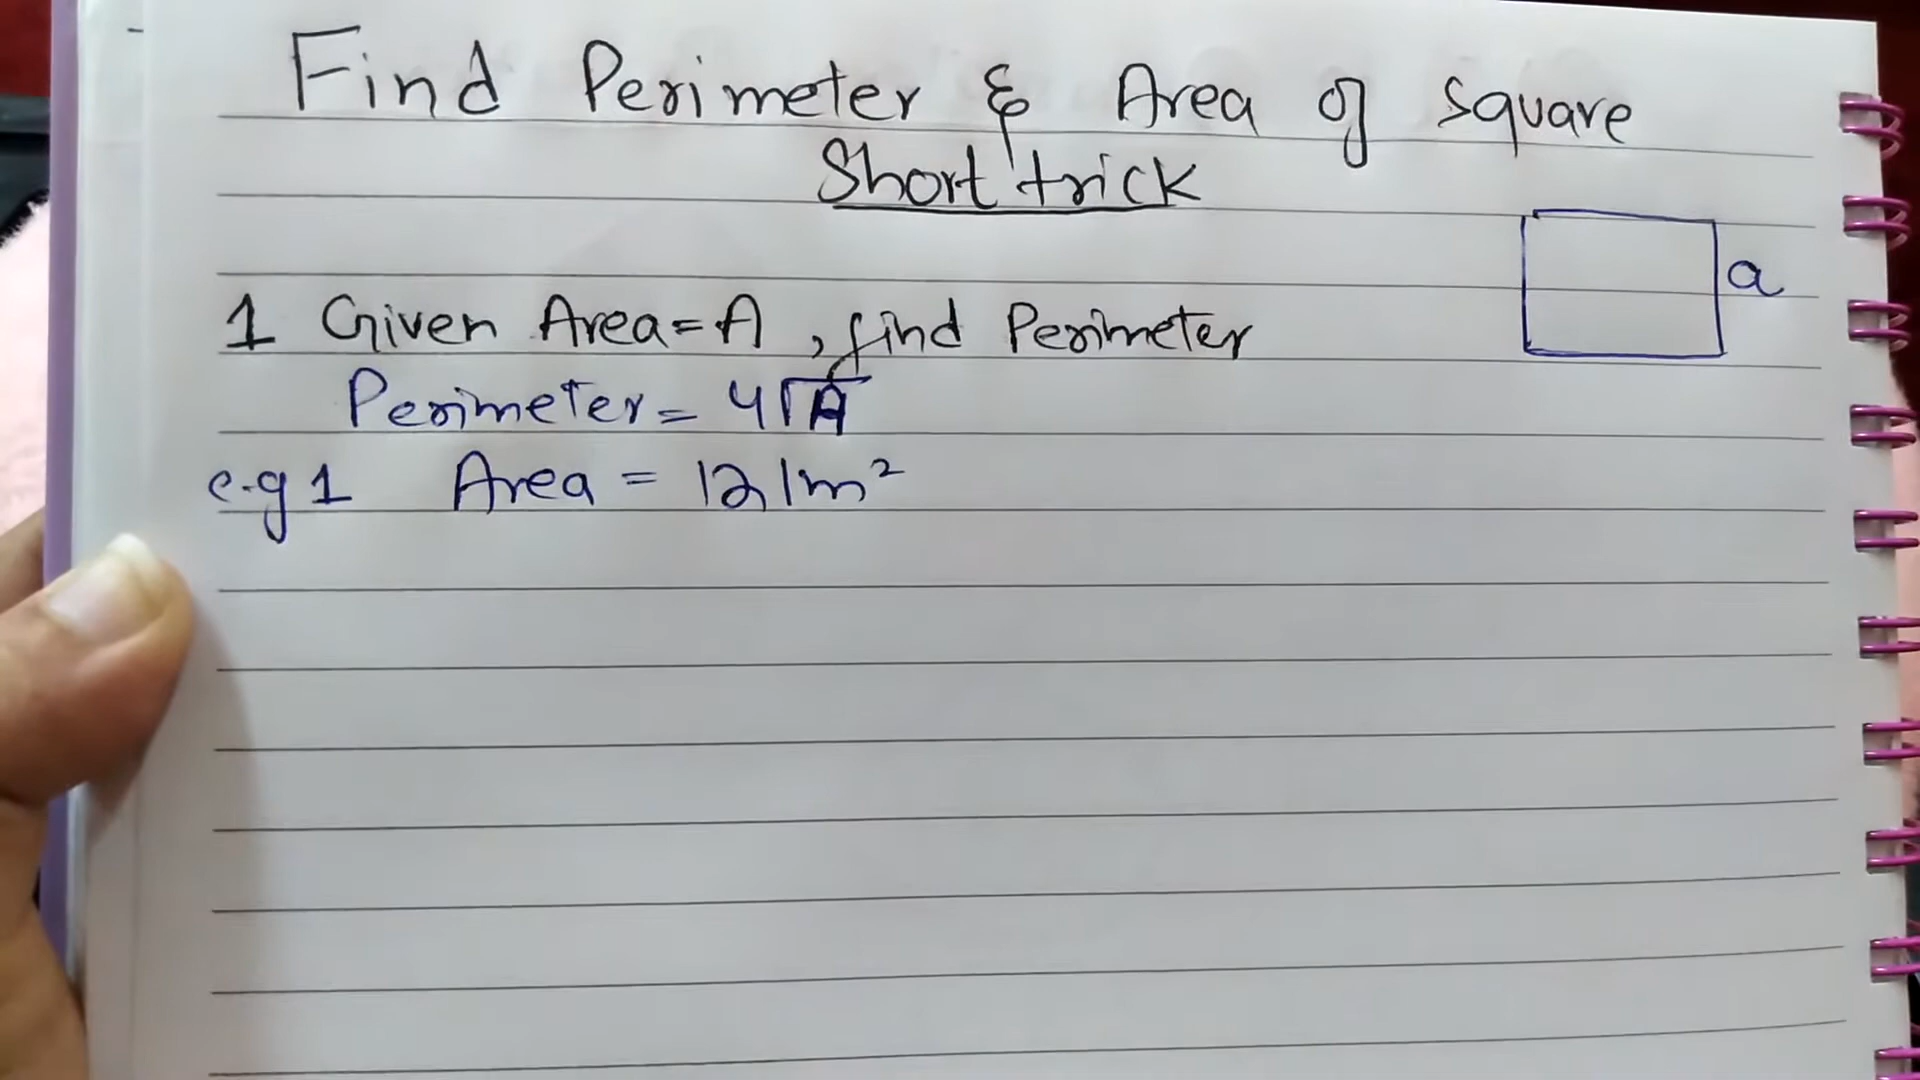 Find Perimeter & Area of square
Short trick
a
1 Given Area = A , find Perimeter
Perimeter = 4√A
e.g 1 Area = 121m²